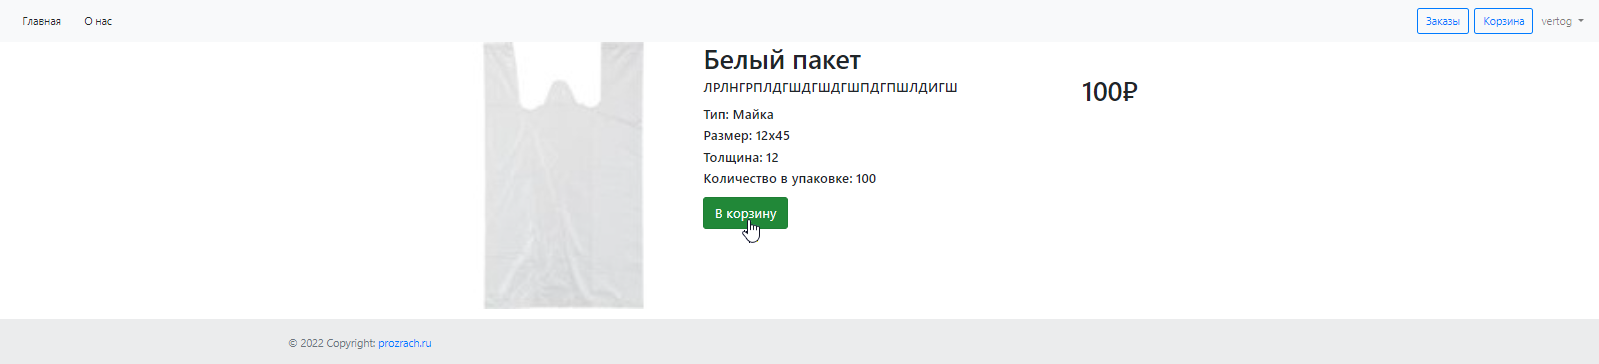 Главная О нас Заказы Корзина vertog
Белый пакет
ЛРЛНГРПЛДГШДГШДГШПДГПШЛДИГШ
100₽
Тип: Майка
Размер: 12x45
Толщина: 12
Количество в упаковке: 100
В корзину
© 2022 Copyright: prozrach.ru